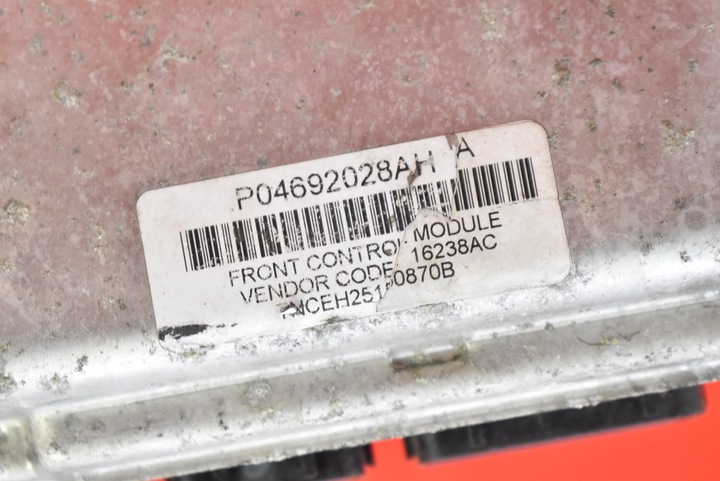 P04692028AH A
FRONT CONTROL MODULE
VENDOR CODE 16238AC